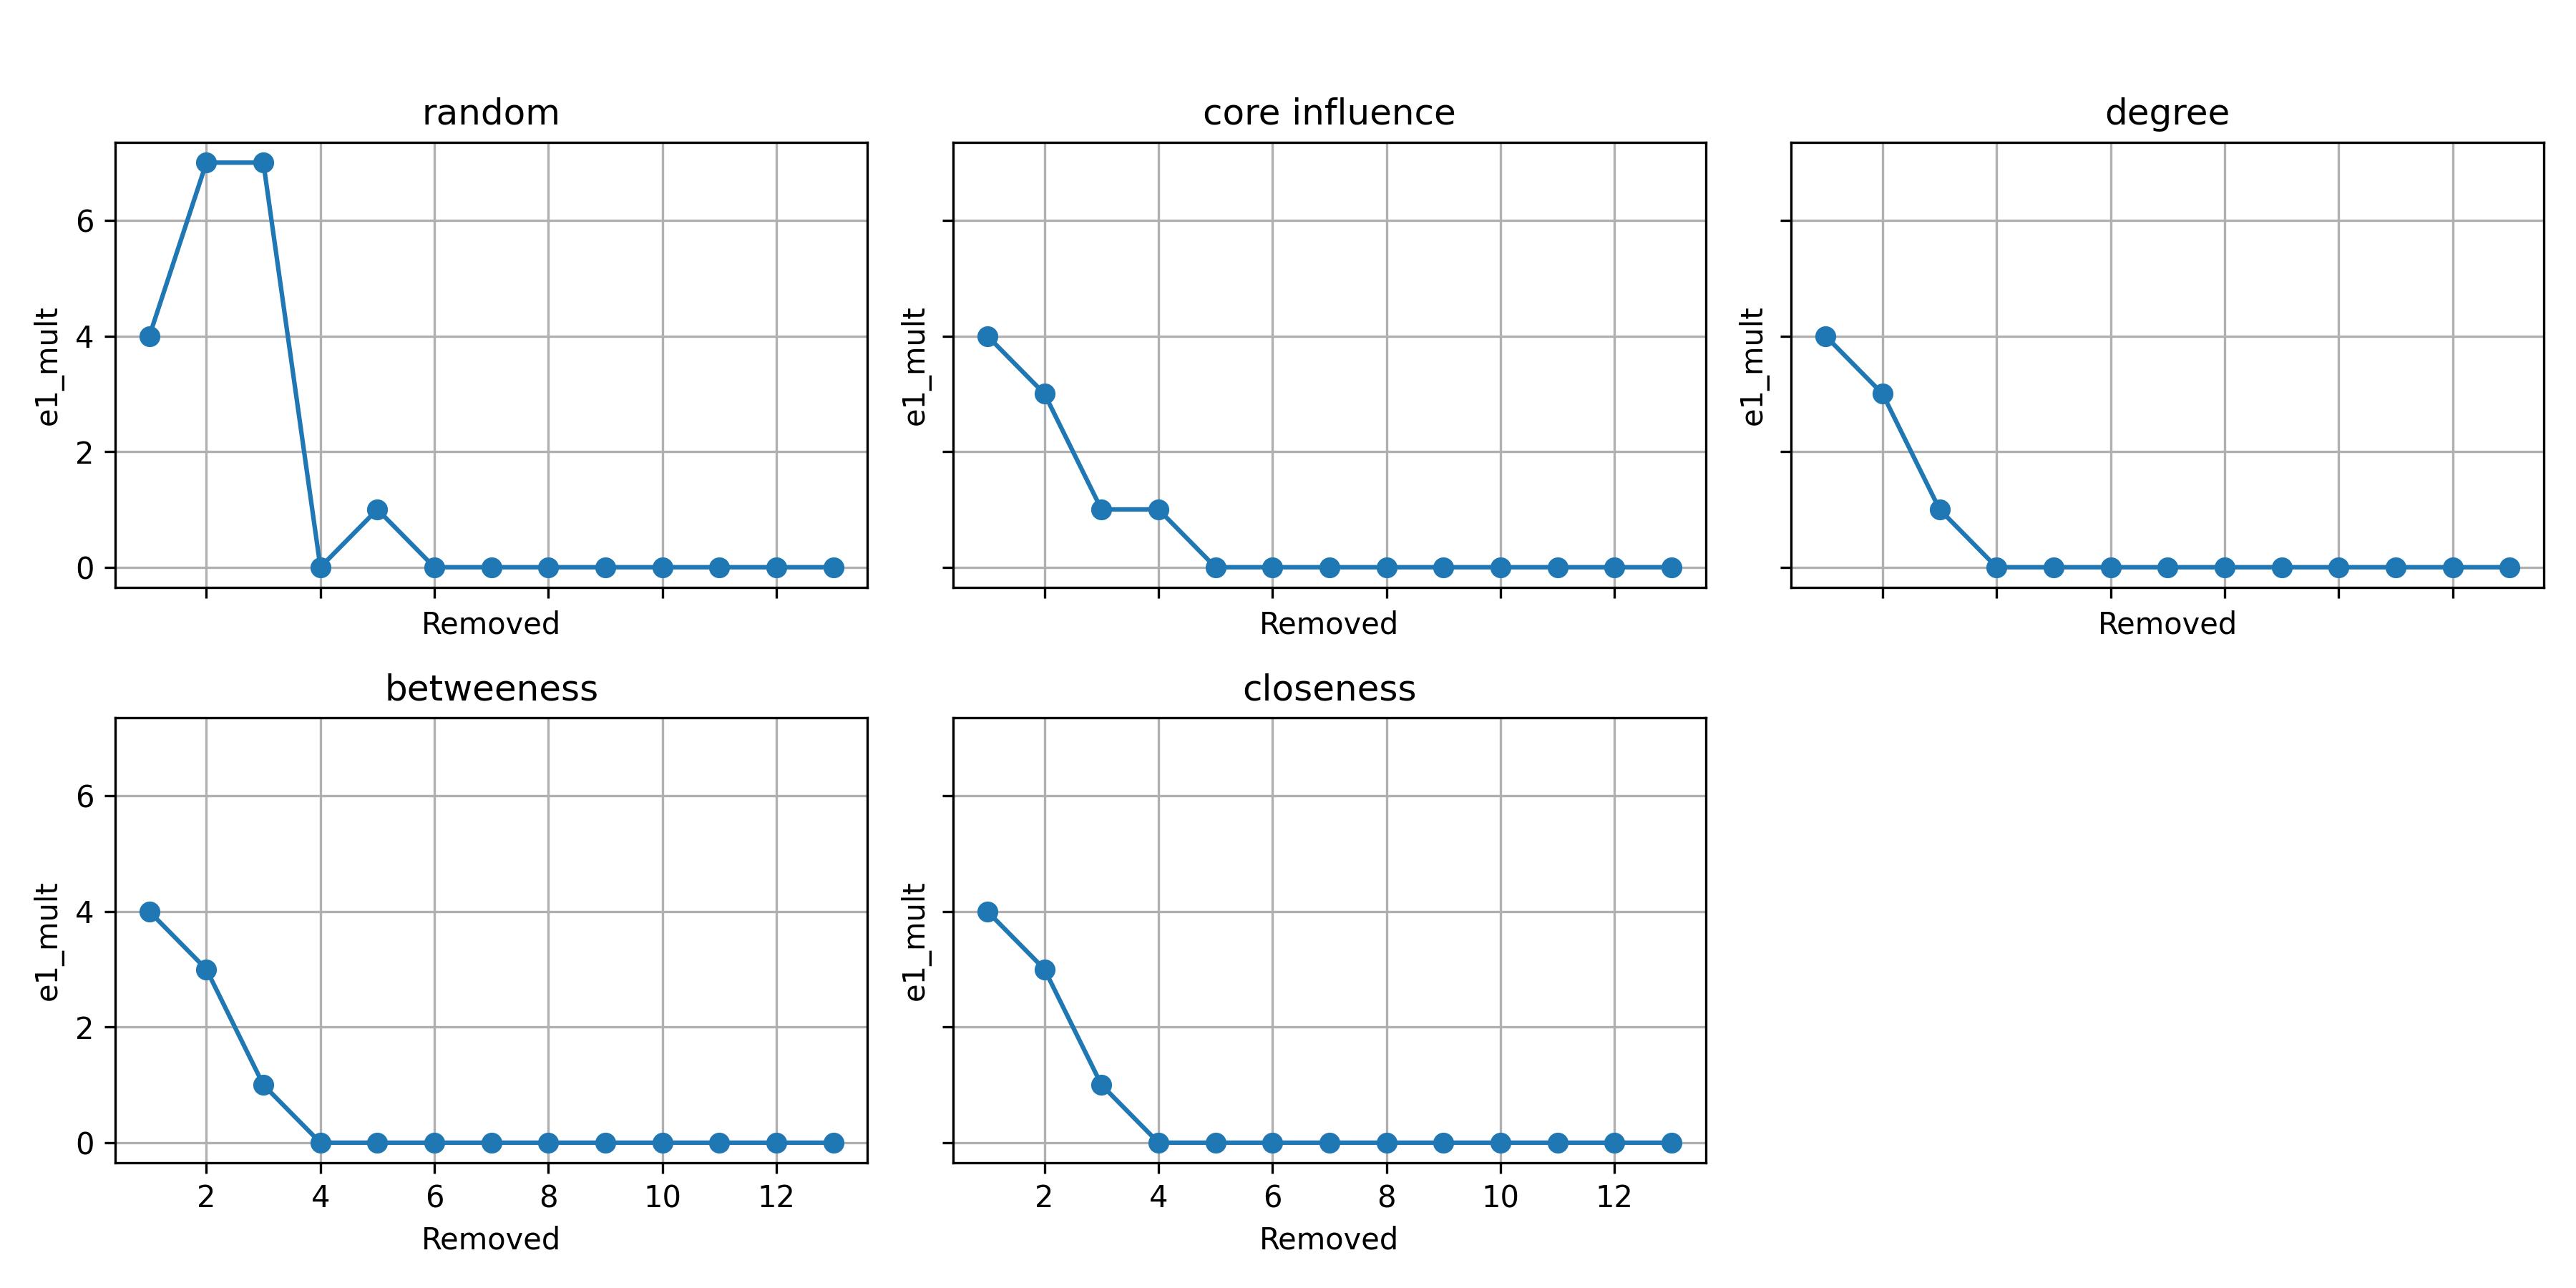 random
core influence
degree
6
4
2
0
e1_mult
e1_mult
e1_mult
Removed
Removed
Removed
betweeness
closeness
6
4
2
0
e1_mult
e1_mult
2 4 6 8 10 12
2 4 6 8 10 12
Removed
Removed